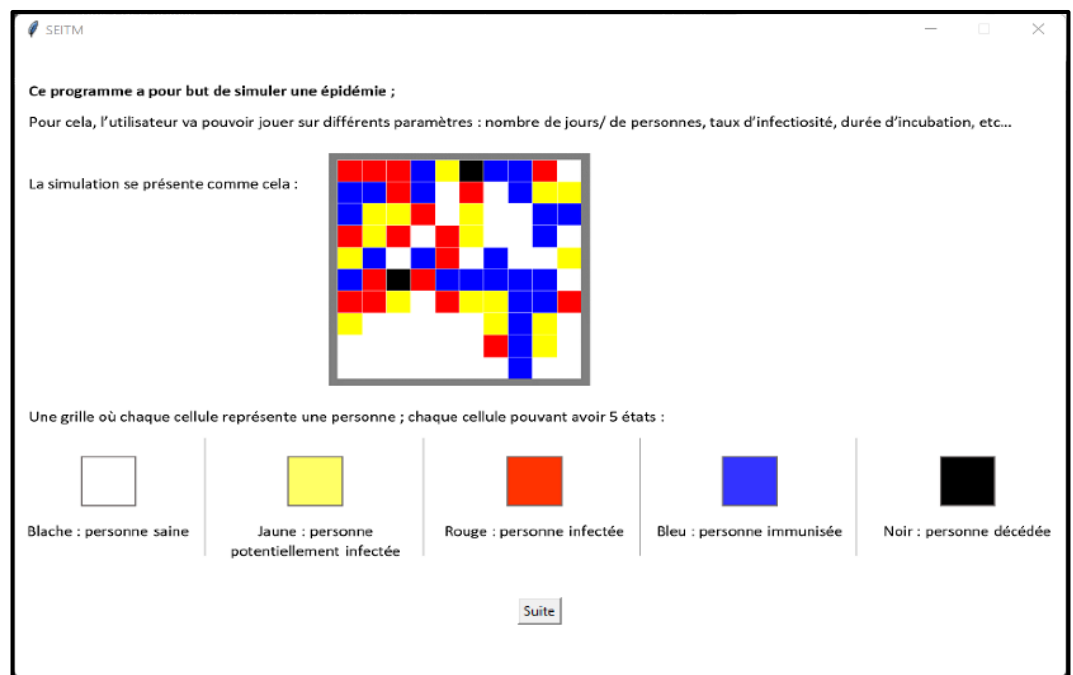 SEITM
Ce programme a pour but de simuler une épidémie ;
Pour cela, l’utilisateur va pouvoir jouer sur différents paramètres : nombre de jours/ de personnes, taux d’infectiosité, durée d’incubation, etc...
La simulation se présente comme cela :
Une grille où chaque cellule représente une personne ; chaque cellule pouvant avoir 5 états :
Blache : personne saine
Jaune : personne
potentiellement infectée
Rouge : personne infectée
Bleu : personne immunisée
Noir : personne décédée
Suite